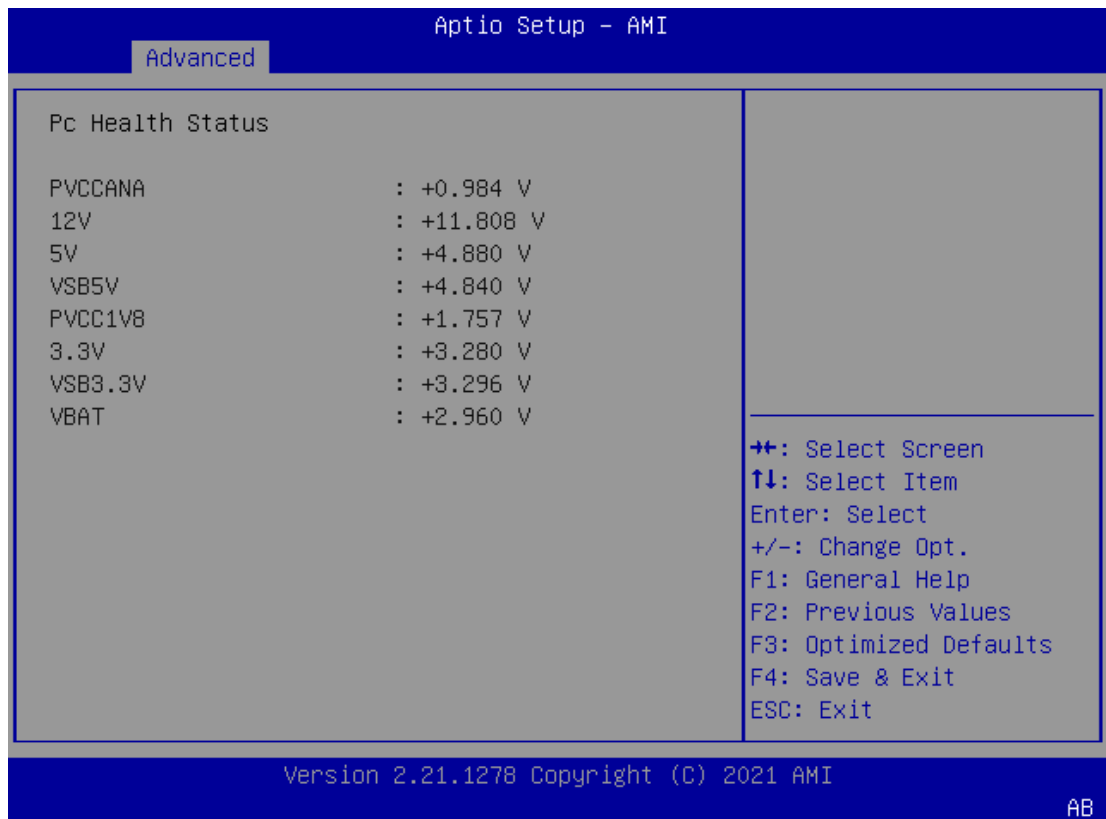 Aptio Setup – AMI
Advanced
Pc Health Status
PVCCANA : +0.984 V
12V : +11.808 V
5V : +4.880 V
VSB5V : +4.840 V
PVCC1V8 : +1.757 V
3.3V : +3.280 V
VSB3.3V : +3.296 V
VBAT : +2.960 V
→←: Select Screen
↑↓: Select Item
Enter: Select
+/-: Change Opt.
F1: General Help
F2: Previous Values
F3: Optimized Defaults
F4: Save & Exit
ESC: Exit
Version 2.21.1278 Copyright (C) 2021 AMI
AB